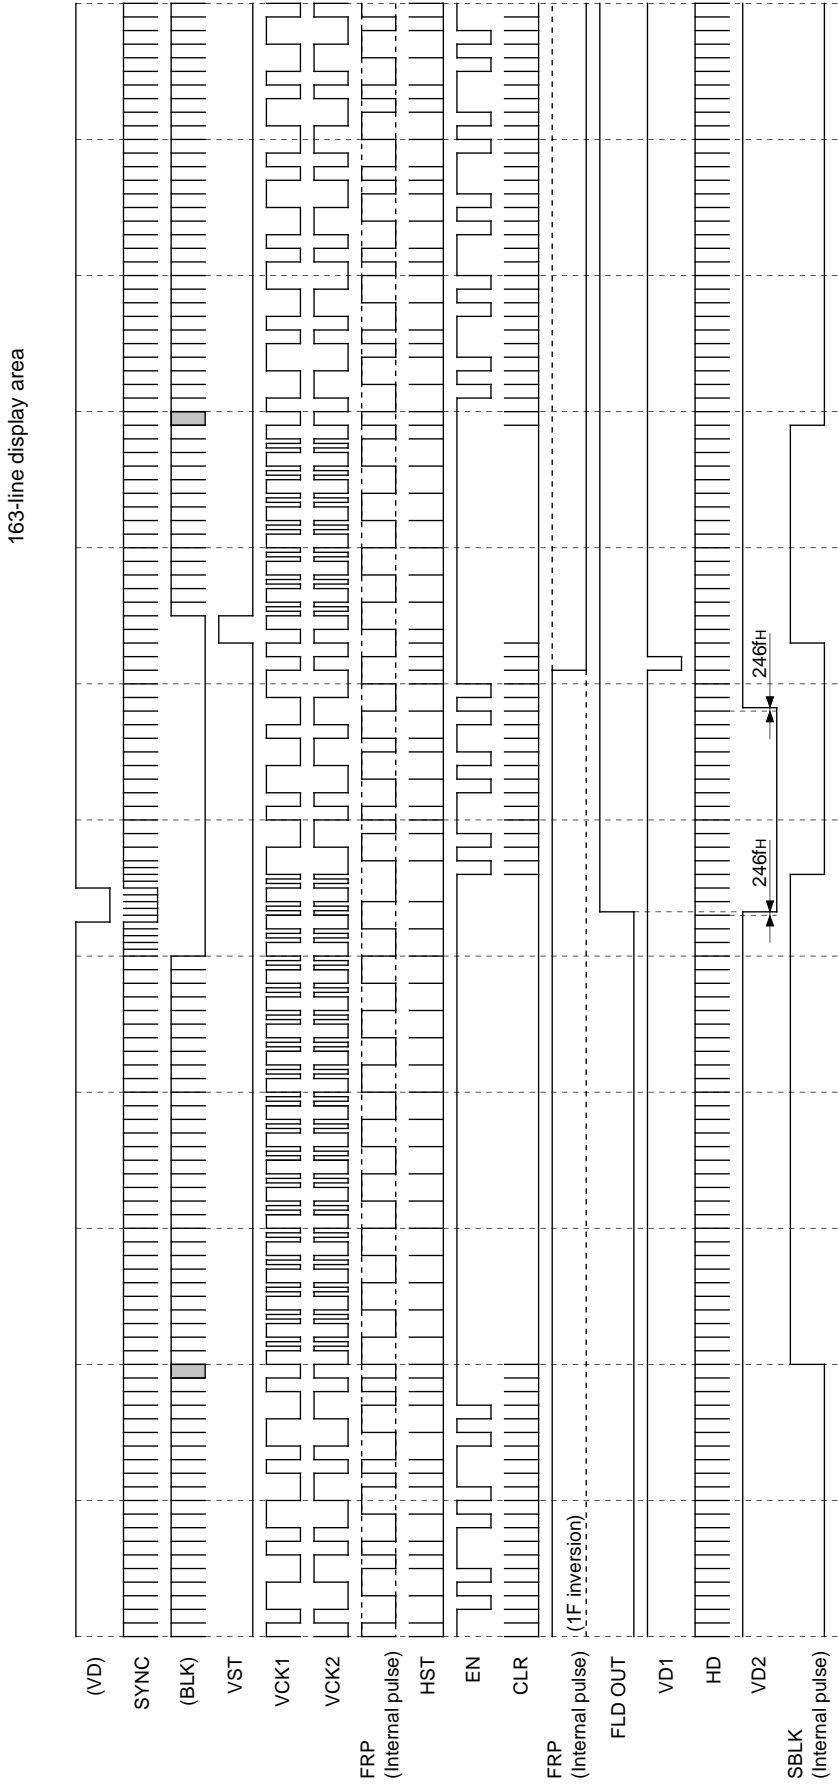 163-line display area
(VD)
SYNC
(BLK)
VST
VCK1
VCK2
FRP
(Internal pulse)
HST
EN
CLR
FRP
(Internal pulse)
(1F inversion)
FLD OUT
VD1
HD
VD2
246fH
246fH
SBLK
(Internal pulse)